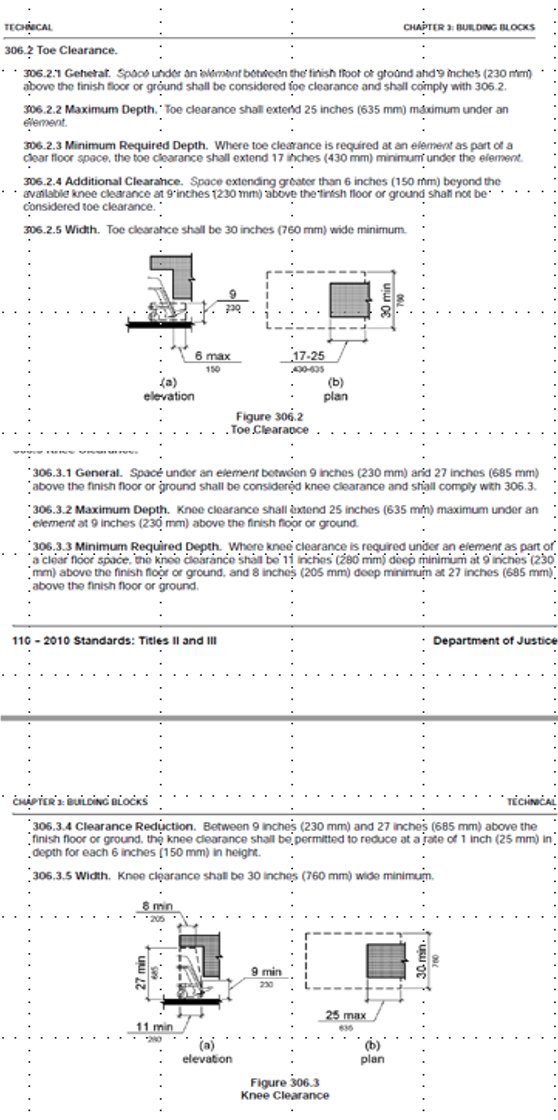 TECHNICAL CHAPTER 3: BUILDING BLOCKS
306.2 Toe Clearance.
306.2.1 General. Space under an element between the finish floor or ground and 9 inches (230 mm)
above the finish floor or ground shall be considered toe clearance and shall comply with 306.2.
306.2.2 Maximum Depth. Toe clearance shall extend 25 inches (635 mm) maximum under an
element.
306.2.3 Minimum Required Depth. Where toe clearance is required at an element as part of a
clear floor space, the toe clearance shall extend 17 inches (430 mm) minimum under the element.
306.2.4 Additional Clearance. Space extending greater than 6 inches (150 mm) beyond the
available knee clearance at 9 inches (230 mm) above the finish floor or ground shall not be
considered toe clearance.
306.2.5 Width. Toe clearance shall be 30 inches (760 mm) wide minimum.
9
230
30 min
760
6 max
150
17-25
430-635
(a)
elevation
(b)
plan
Figure 306.2
Toe Clearance
306.3.1 General. Space under an element between 9 inches (230 mm) and 27 inches (685 mm)
above the finish floor or ground shall be considered knee clearance and shall comply with 306.3.
306.3.2 Maximum Depth. Knee clearance shall extend 25 inches (635 mm) maximum under an
element at 9 inches (230 mm) above the finish floor or ground.
306.3.3 Minimum Required Depth. Where knee clearance is required under an element as part of
a clear floor space, the knee clearance shall be 11 inches (280 mm) deep minimum at 9 inches (230
mm) above the finish floor or ground, and 8 inches (205 mm) deep minimum at 27 inches (685 mm)
above the finish floor or ground.
110 – 2010 Standards: Titles II and III Department of Justice
CHAPTER 3: BUILDING BLOCKS TECHNICAL
306.3.4 Clearance Reduction. Between 9 inches (230 mm) and 27 inches (685 mm) above the
finish floor or ground, the knee clearance shall be permitted to reduce at a rate of 1 inch (25 mm) in
depth for each 6 inches (150 mm) in height.
306.3.5 Width. Knee clearance shall be 30 inches (760 mm) wide minimum.
8 min
205
27 min
685
9 min
230
11 min
280
30 min
760
25 max
635
(a)
elevation
(b)
plan
Figure 306.3
Knee Clearance